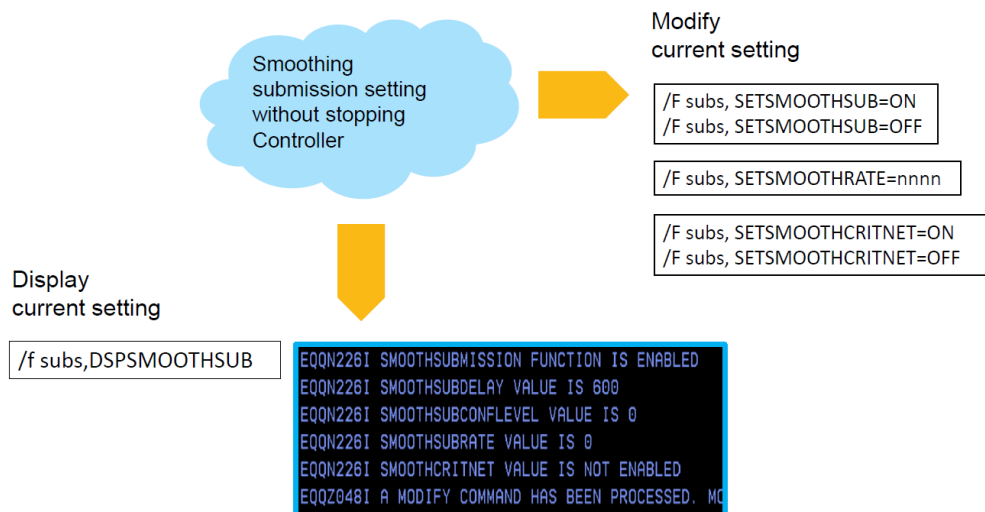 Smoothing
submission setting
without stopping
Controller
Modify
current setting
/F subs, SETSMOOTHSUB=ON
/F subs, SETSMOOTHSUB=OFF
/F subs, SETSMOOTHRATE=nnnn
/F subs, SETSMOOTHCRITNET=ON
/F subs, SETSMOOTHCRITNET=OFF
Display
current setting
/f subs,DSPSMOOTHSUB
EQQN226I SMOOTHSUBMISSION FUNCTION IS ENABLED
EQQN226I SMOOTHSUBDELAY VALUE IS 600
EQQN226I SMOOTHSUBCONFLEVEL VALUE IS 0
EQQN226I SMOOTHSUBRATE VALUE IS 0
EQQN226I SMOOTHCRITNET VALUE IS NOT ENABLED
EQQZ048I A MODIFY COMMAND HAS BEEN PROCESSED.